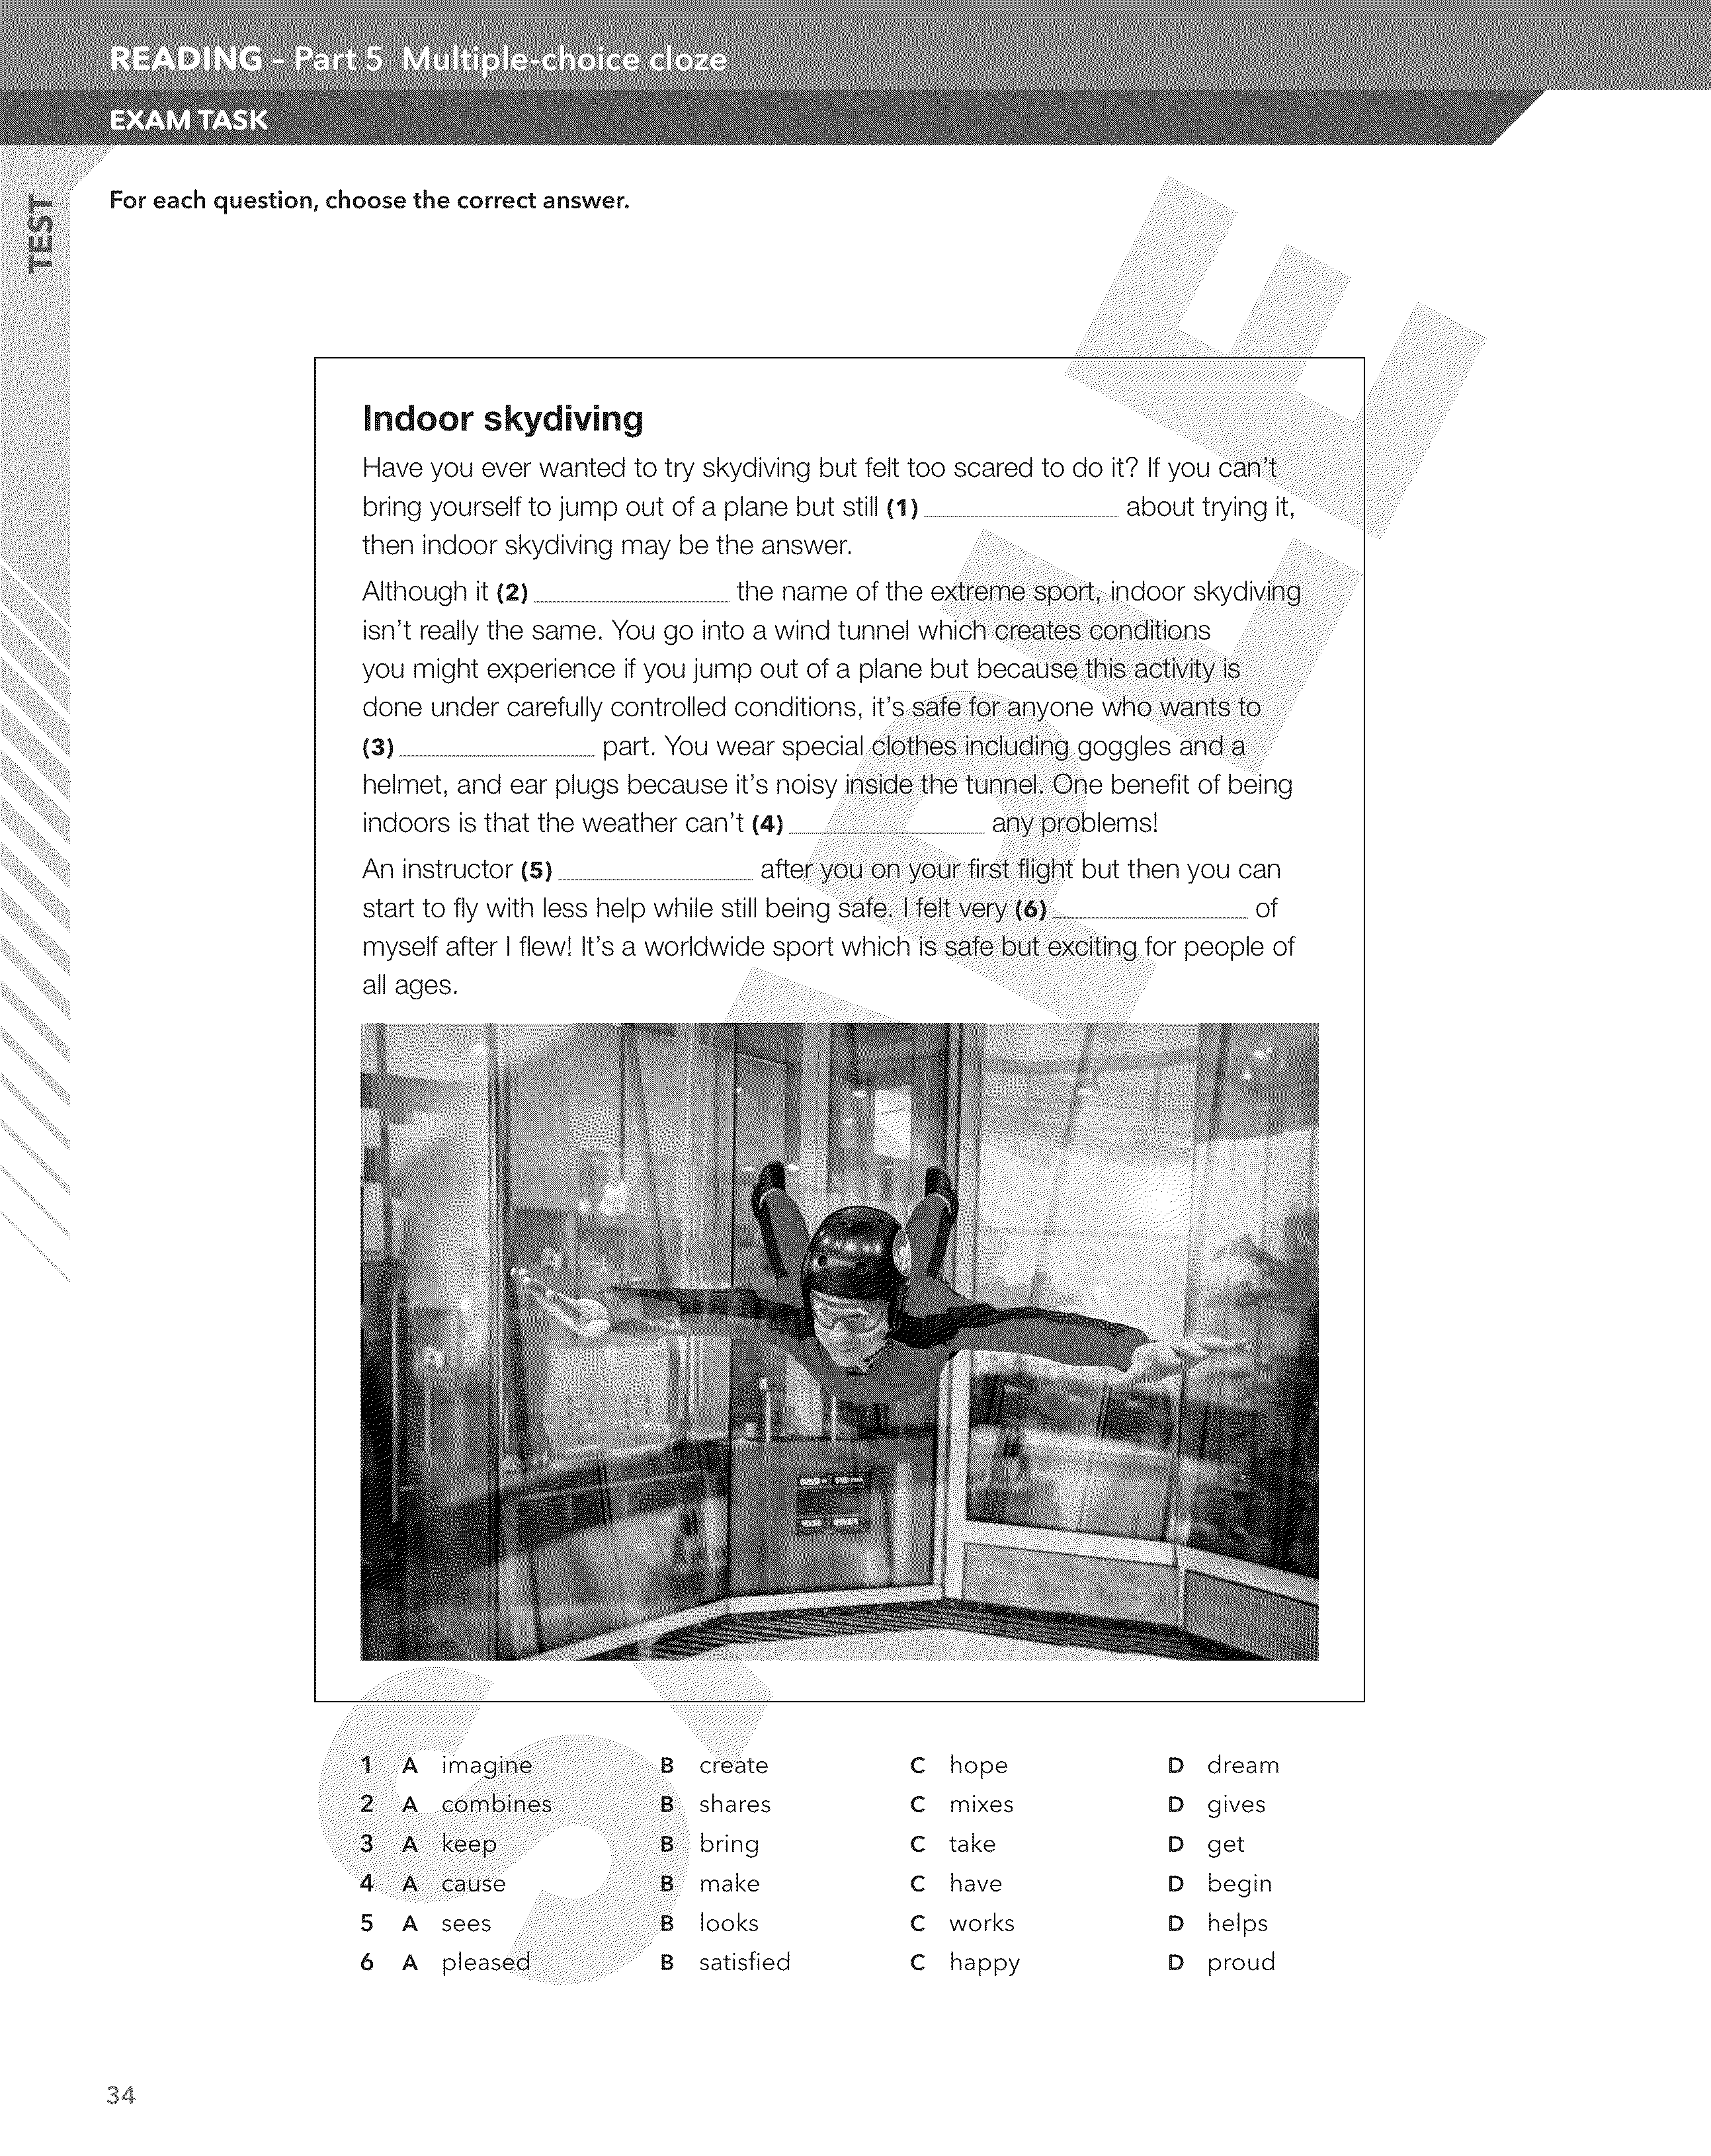 READING – Part 5 Multiple-choice cloze
EXAM TASK
TEST
For each question, choose the correct answer.
Indoor skydiving
Have you ever wanted to try skydiving but felt too scared to do it? If you can't
bring yourself to jump out of a plane but still (1) about trying it,
then indoor skydiving may be the answer.
Although it (2) the name of the extreme sport, indoor skydiving
isn't really the same. You go into a wind tunnel which creates conditions
you might experience if you jump out of a plane but because this activity is
done under carefully controlled conditions, it's safe for anyone who wants to
(3) part. You wear special clothes including goggles and a
helmet, and ear plugs because it's noisy inside the tunnel. One benefit of being
indoors is that the weather can't (4) any problems!
An instructor (5) after you on your first flight but then you can
start to fly with less help while still being safe. I felt very (6) of
myself after I flew! It's a worldwide sport which is safe but exciting for people of
all ages.
1 A imagine B create C hope D dream
2 A combines B shares C mixes D gives
3 A keep B bring C take D get
4 A cause B make C have D begin
5 A sees B looks C works D helps
6 A pleased B satisfied C happy D proud
34